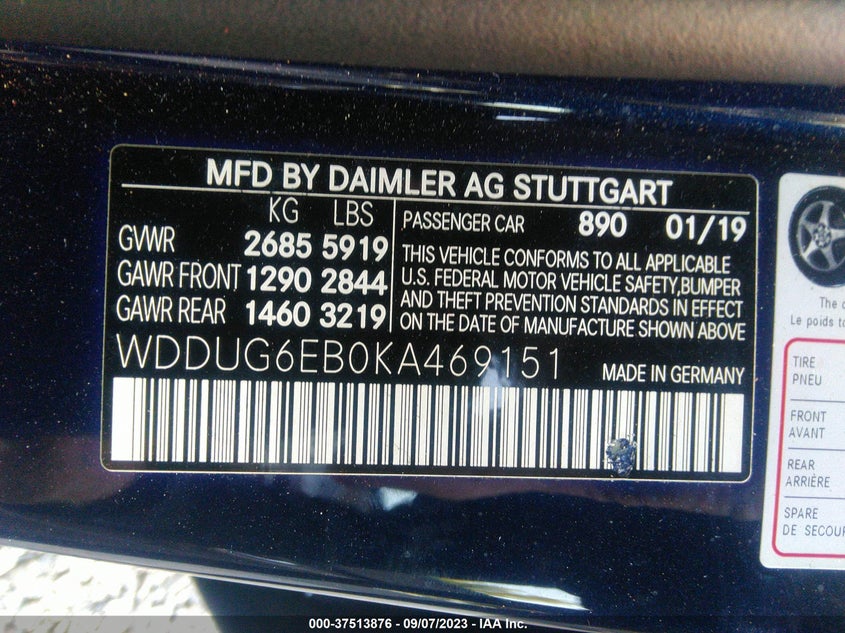 MFD BY DAIMLER AG STUTTGART
KG LBS
GVWR 2685 5919
GAWR FRONT 1290 2844
GAWR REAR 1460 3219
PASSENGER CAR 890 01/19
THIS VEHICLE CONFORMS TO ALL APPLICABLE
U.S. FEDERAL MOTOR VEHICLE SAFETY,BUMPER
AND THEFT PREVENTION STANDARDS IN EFFECT
ON THE DATE OF MANUFACTURE SHOWN ABOVE
WDDUG6EB0KA469151
MADE IN GERMANY
The
Le poids to
TIRE
PNEU
FRONT
AVANT
REAR
ARRIÈRE
SPARE
DE SECOUR
000-37513876 - 09/07/2023 - IAA Inc.